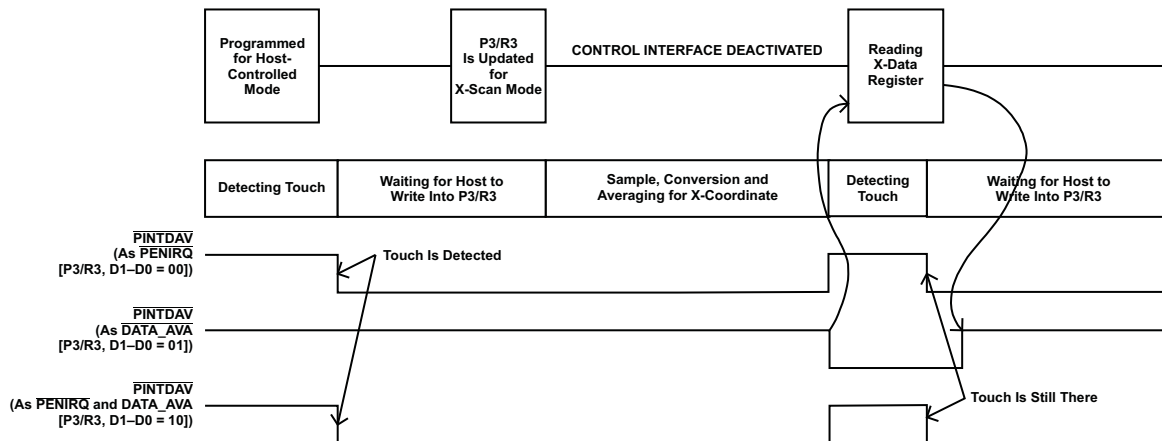 Programmed
for Host-
Controlled
Mode
P3/R3
Is Updated
for
X-Scan Mode
CONTROL INTERFACE DEACTIVATED
Reading
X-Data
Register
Detecting Touch
Waiting for Host to
Write Into P3/R3
Sample, Conversion and
Averaging for X-Coordinate
Detecting
Touch
Waiting for Host to
Write Into P3/R3
PINTDAV
(As PENIRQ
[P3/R3, D1–D0 = 00])
Touch Is Detected
PINTDAV
(As DATA_AVA
[P3/R3, D1–D0 = 01])
PINTDAV
(As PENIRQ and DATA_AVA
[P3/R3, D1–D0 = 10])
Touch Is Still There